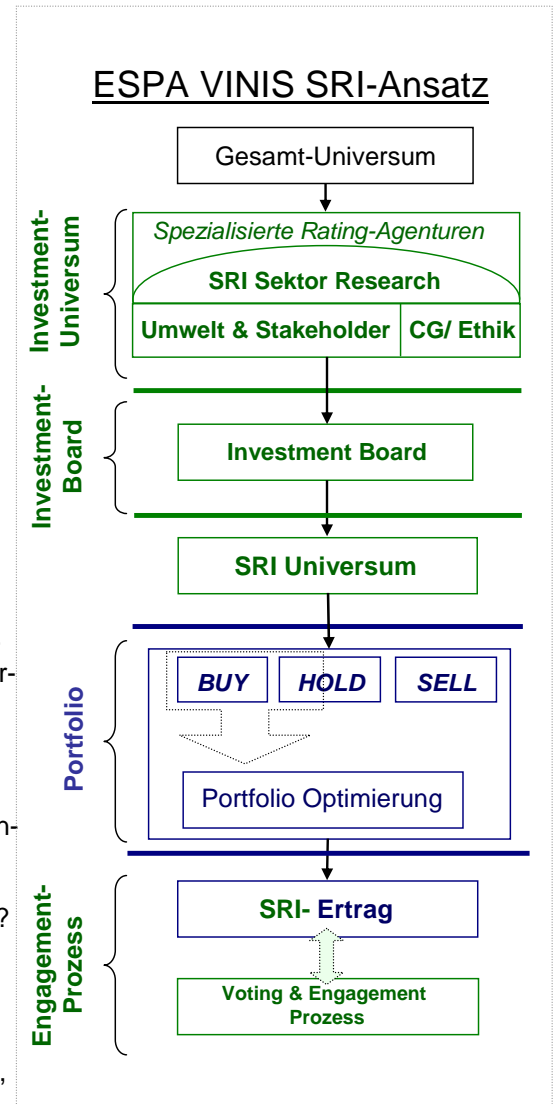 ESPA VINIS SRI-Ansatz
Gesamt-Universum
Investment-
Universum
Spezialisierte Rating-Agenturen
SRI Sektor Research
Umwelt & Stakeholder
CG/ Ethik
Investment-
Board
Investment Board
SRI Universum
r-
Portfolio
BUY
HOLD
SELL
Portfolio Optimierung
n-
?
Engagement-
Prozess
SRI- Ertrag
Voting & Engagement
Prozess
,